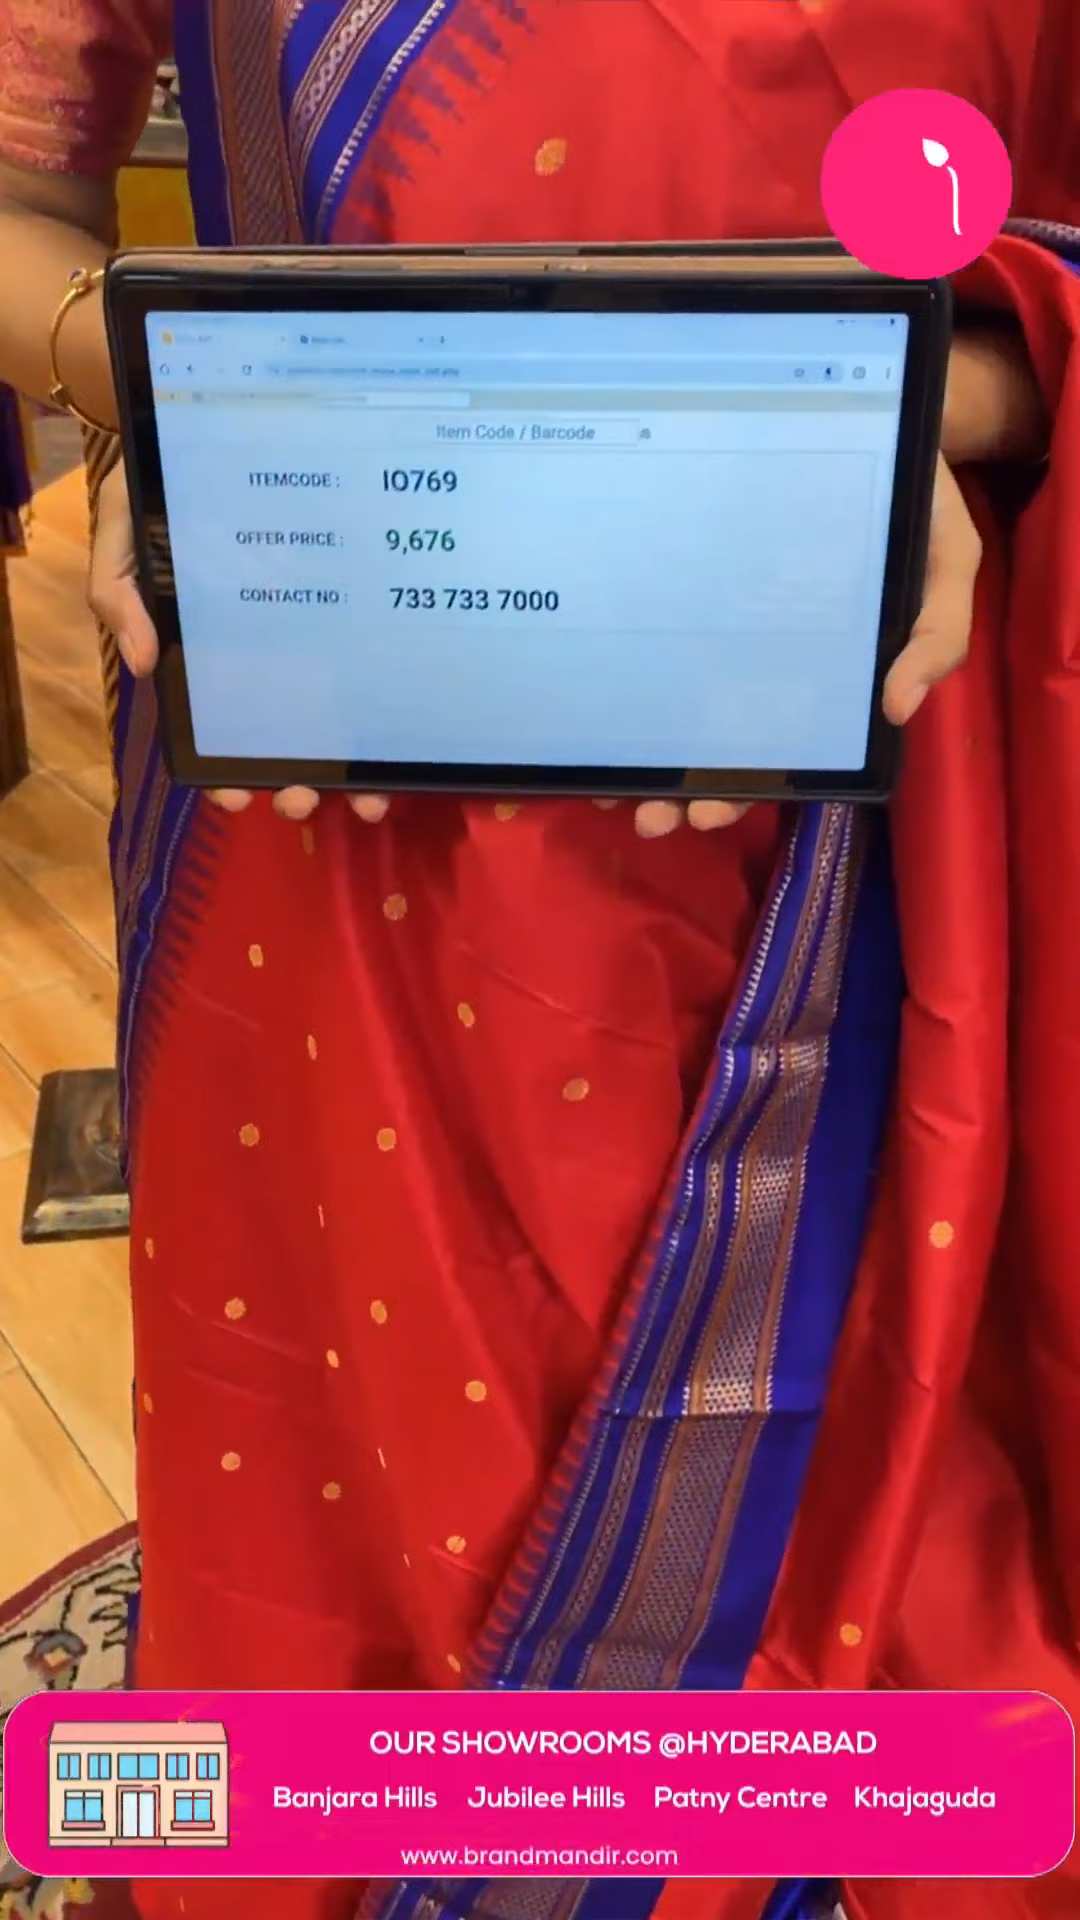 Item Code / Barcode
ITEMCODE : IO769
OFFER PRICE : 9,676
CONTACT NO : 733 733 7000
OUR SHOWROOMS @HYDERABAD
Banjara Hills Jubilee Hills Patny Centre Khajaguda
www.brandmandir.com